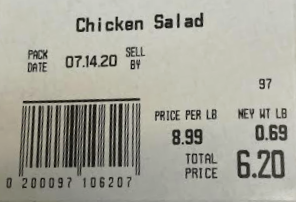 Chicken Salad
PACK DATE 07.14.20 SELL BY
97
PRICE PER LB NEY WT LB
8.99 0.69
TOTAL PRICE 6.20
0 200097 106207